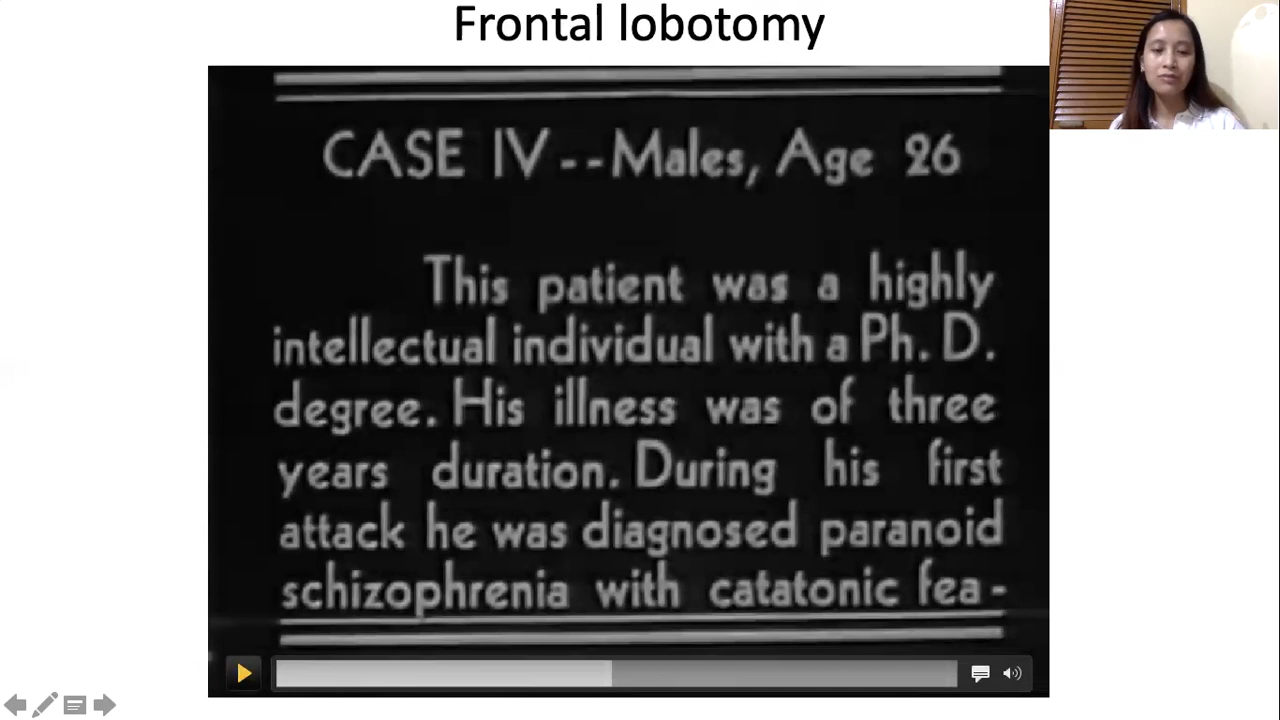 Frontal lobotomy
CASE IV--Males, Age 26
This patient was a highly
intellectual individual with a Ph. D.
degree. His illness was of three
years duration. During his first
attack he was diagnosed paranoid
schizophrenia with catatonic fea-